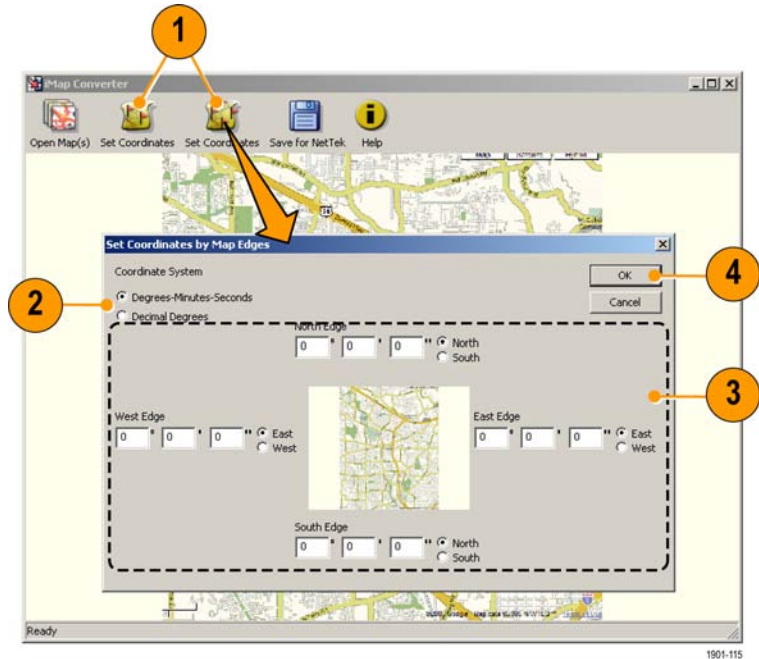 1
iMap Converter
Open Map(s) Set Coordinates Set Coordinates Save for NetTek Help
Set Coordinates by Map Edges
Coordinate System
OK
4
2
Degrees-Minutes-Seconds
Cancel
Decimal Degrees
North Edge
0 ° 0 ' 0 " North
South
3
West Edge
East Edge
0 ° 0 ' 0 " East
West
0 ° 0 ' 0 " East
West
South Edge
0 ° 0 ' 0 " North
South
Ready
1901-115